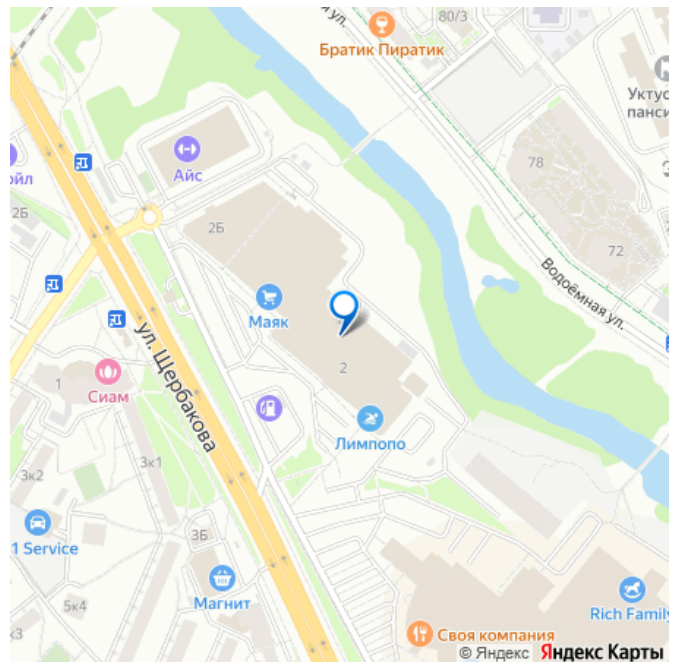 80/3
Братик Пиратик
Уктус
панси
Айс
78
2Б
2Б
72
Водоёмная ул.
Маяк
ул. Щербакова
2
1
Сиам
Лимпопо
3к1
3к2
3Б
1 Service
Магнит
5к4
Rich Family
Своя компания
© Яндекс Яндекс Карты